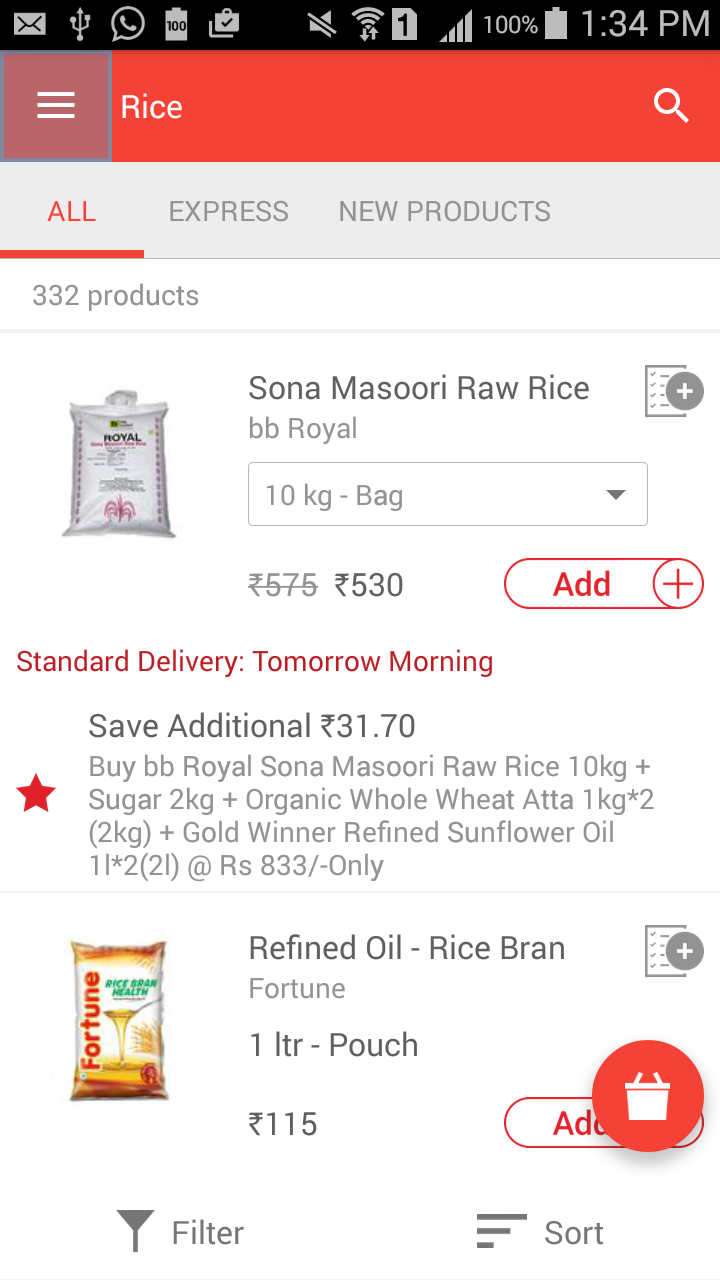 100
1
100%
1:34 PM
Rice
ALL
EXPRESS
NEW PRODUCTS
332 products
Sona Masoori Raw Rice
bb Royal
ROYAL
10 kg - Bag
₹575 ₹530
Add
Standard Delivery: Tomorrow Morning
Save Additional ₹31.70
Buy bb Royal Sona Masoori Raw Rice 10kg +
Sugar 2kg + Organic Whole Wheat Atta 1kg*2
(2kg) + Gold Winner Refined Sunflower Oil
1l*2(2l) @ Rs 833/-Only
Refined Oil - Rice Bran
Fortune
Fortune
RICE BRAN
HEALTH
1 ltr - Pouch
₹115
Add
Filter
Sort